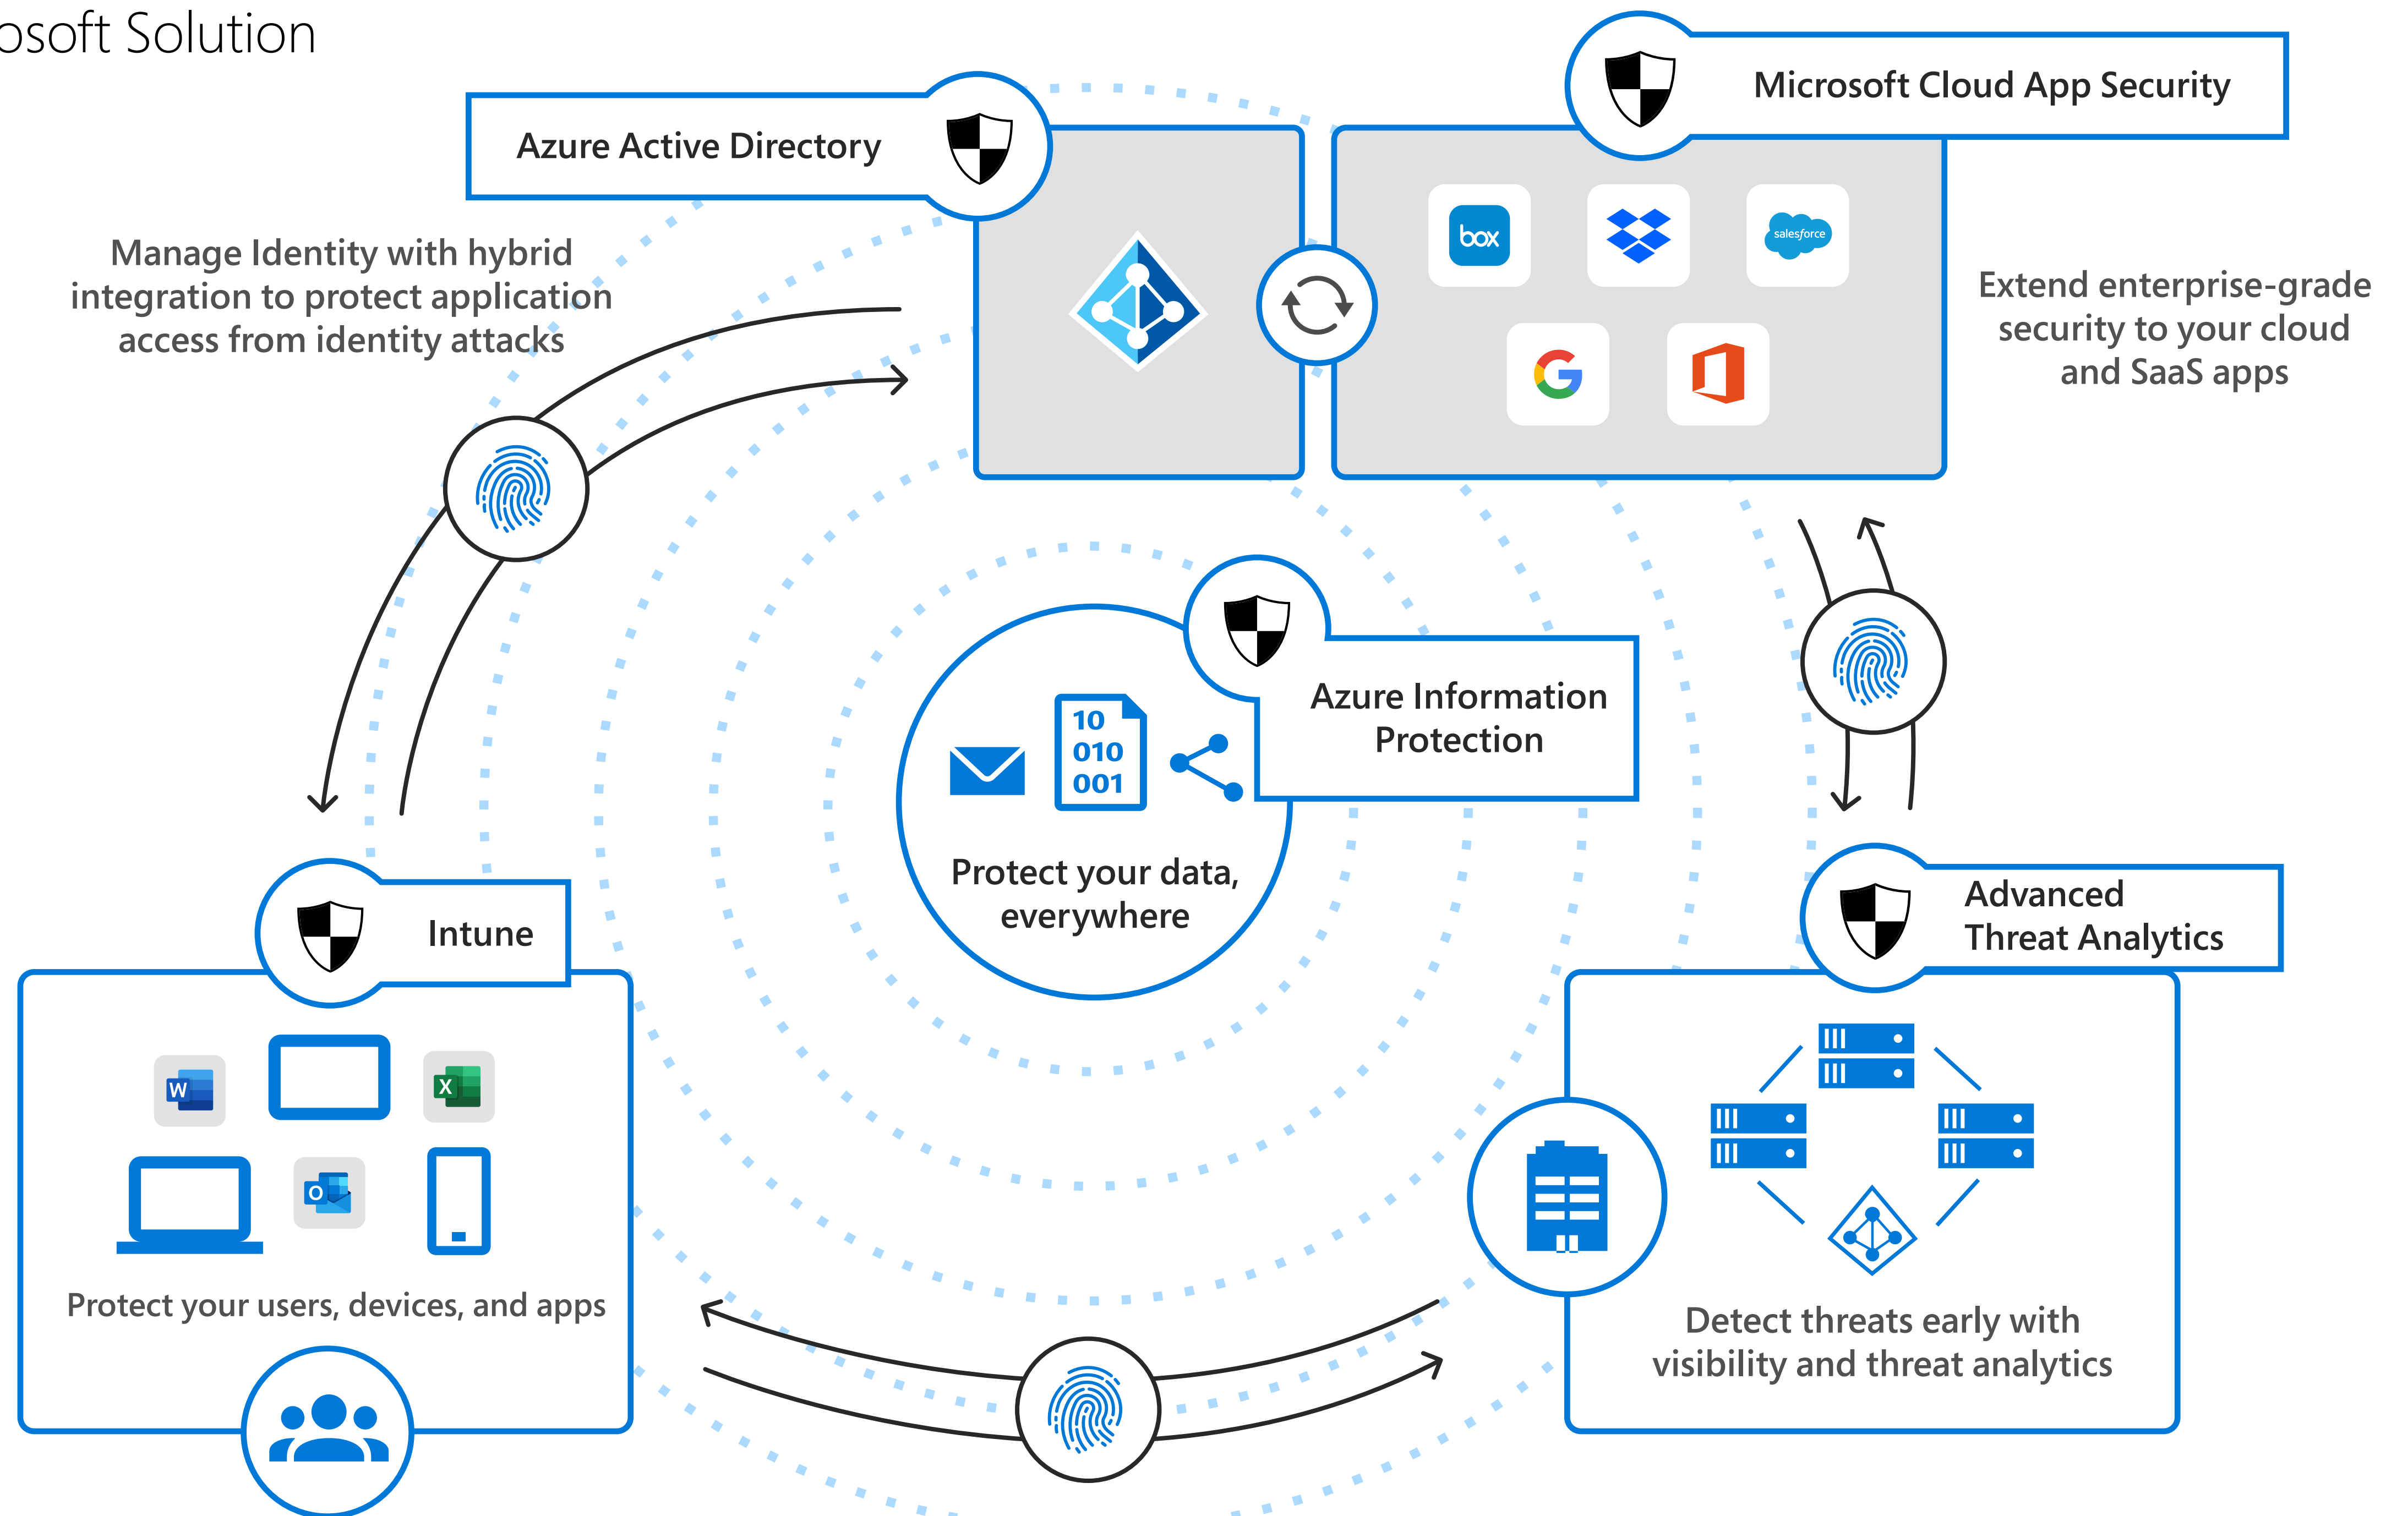 osoft Solution
Microsoft Cloud App Security
Azure Active Directory
Manage Identity with hybrid
integration to protect application
access from identity attacks
box
salesforce
G
Extend enterprise-grade
security to your cloud
and SaaS apps
Azure Information
Protection
10
010
001
Protect your data,
everywhere
Intune
W
X
O
Protect your users, devices, and apps
Advanced
Threat Analytics
Detect threats early with
visibility and threat analytics